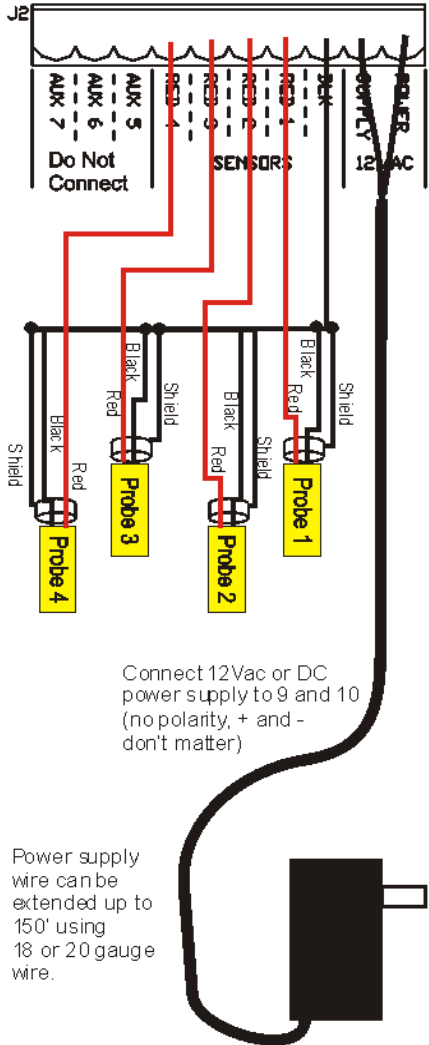 J2
AUX 7
AUX 6
AUX 5
RED 4
RED 3
RED 2
RED 1
BLK
SUPPLY
POWER
Do Not
Connect
SENSORS
12 VAC
Black
Shield
Red
Black
Red
Shield
Shield
Black
Red
Probe 3
Red
Black
Shield
Probe 1
Probe 4
Probe 2
Connect 12Vac or DC
power supply to 9 and 10
(no polarity, + and -
don't matter)
Power supply
wire can be
extended up to
150' using
18 or 20 gauge
wire.